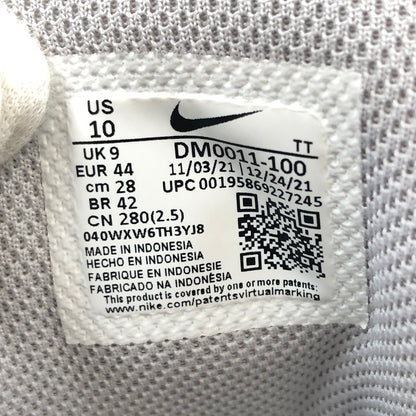 US
10
TT
UK 9
DM0011-100
EUR 44
11/03/21 12/24/21
cm 28
UPC 00195869227245
BR 42
CN 280(2.5)
040WXW6TH3YJ8
MADE IN INDONESIA
HECHO EN INDONESIA
FABRIQUE EN INDONESIE
FABRICADO NA INDONÉSIA
This product is covered by one or more patents:
www.nike.com/patentsvirtualmarking